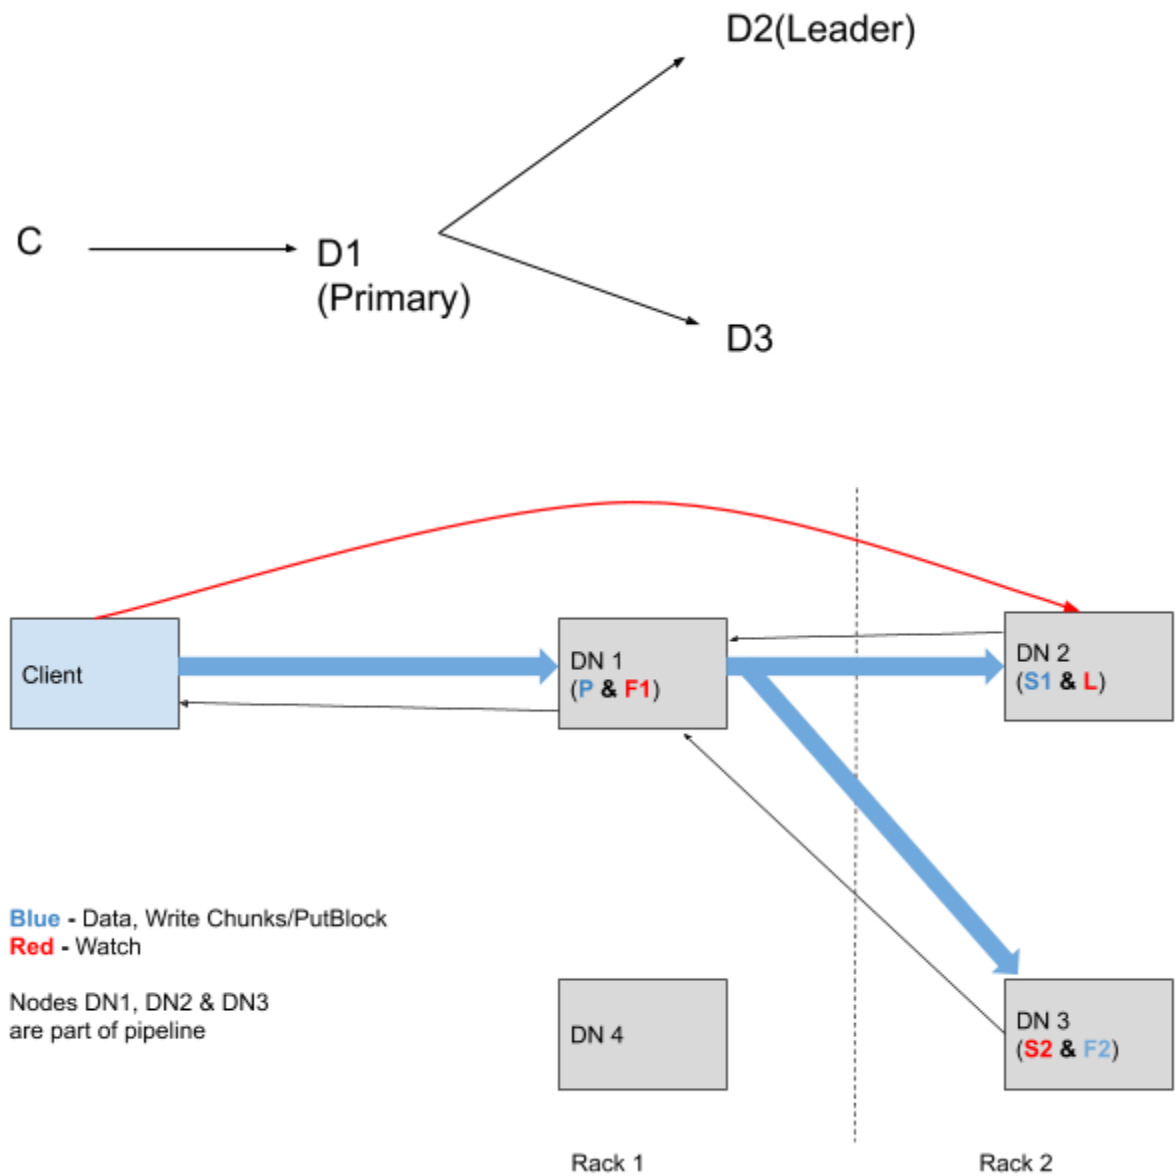 D2(Leader)
C
D1
(Primary)
D3
Client
DN 1
(P & F1)
DN 2
(S1 & L)
Blue - Data, Write Chunks/PutBlock
Red - Watch
Nodes DN1, DN2 & DN3
are part of pipeline
DN 4
DN 3
(S2 & F2)
Rack 1
Rack 2